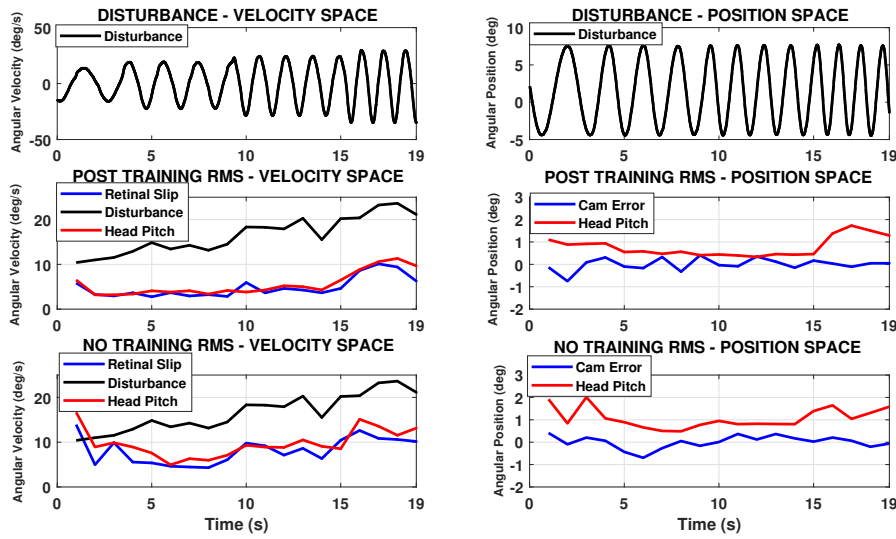 DISTURBANCE - VELOCITY SPACE
Angular Velocity (deg/s)
50
0
-50
Disturbance
0 5 10 15 19
DISTURBANCE - POSITION SPACE
Angular Position (deg)
10
5
0
-5
Disturbance
0 5 10 15 19
POST TRAINING RMS - VELOCITY SPACE
Angular Velocity (deg/s)
20
10
0
Retinal Slip
Disturbance
Head Pitch
0 5 10 15 19
POST TRAINING RMS - POSITION SPACE
Angular Position (deg)
3
2
1
0
-1
-2
Cam Error
Head Pitch
0 5 10 15 19
NO TRAINING RMS - VELOCITY SPACE
Angular Velocity (deg/s)
20
10
0
Retinal Slip
Disturbance
Head Pitch
0 5 10 15 19
Time (s)
NO TRAINING RMS - POSITION SPACE
Angular Position (deg)
3
2
1
0
-1
-2
Cam Error
Head Pitch
0 5 10 15 19
Time (s)